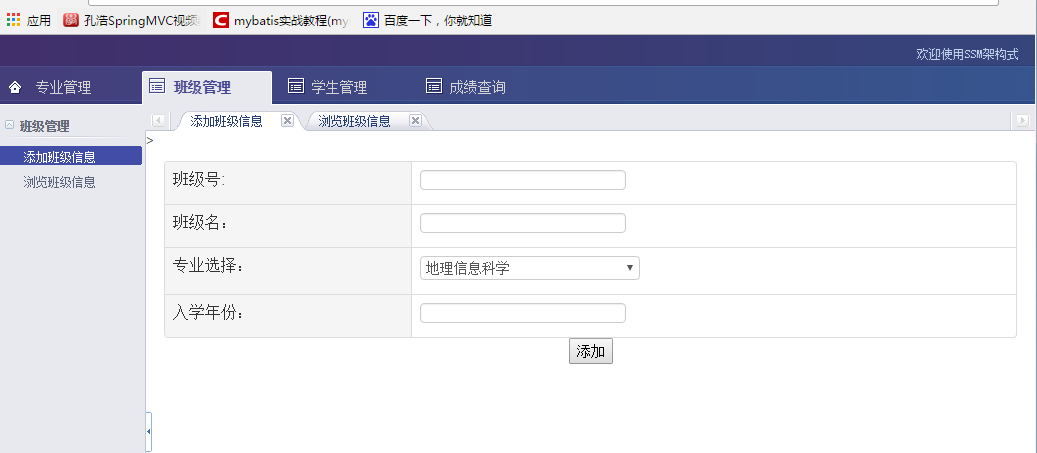 应用 孔浩SpringMVC视频 mybatis实战教程(my 百度一下，你就知道
欢迎使用SSM架构式
专业管理 班级管理 学生管理 成绩查询
班级管理 添加班级信息 浏览班级信息
>
添加班级信息
浏览班级信息
班级号:
班级名：
专业选择： 地理信息科学
入学年份：
添加